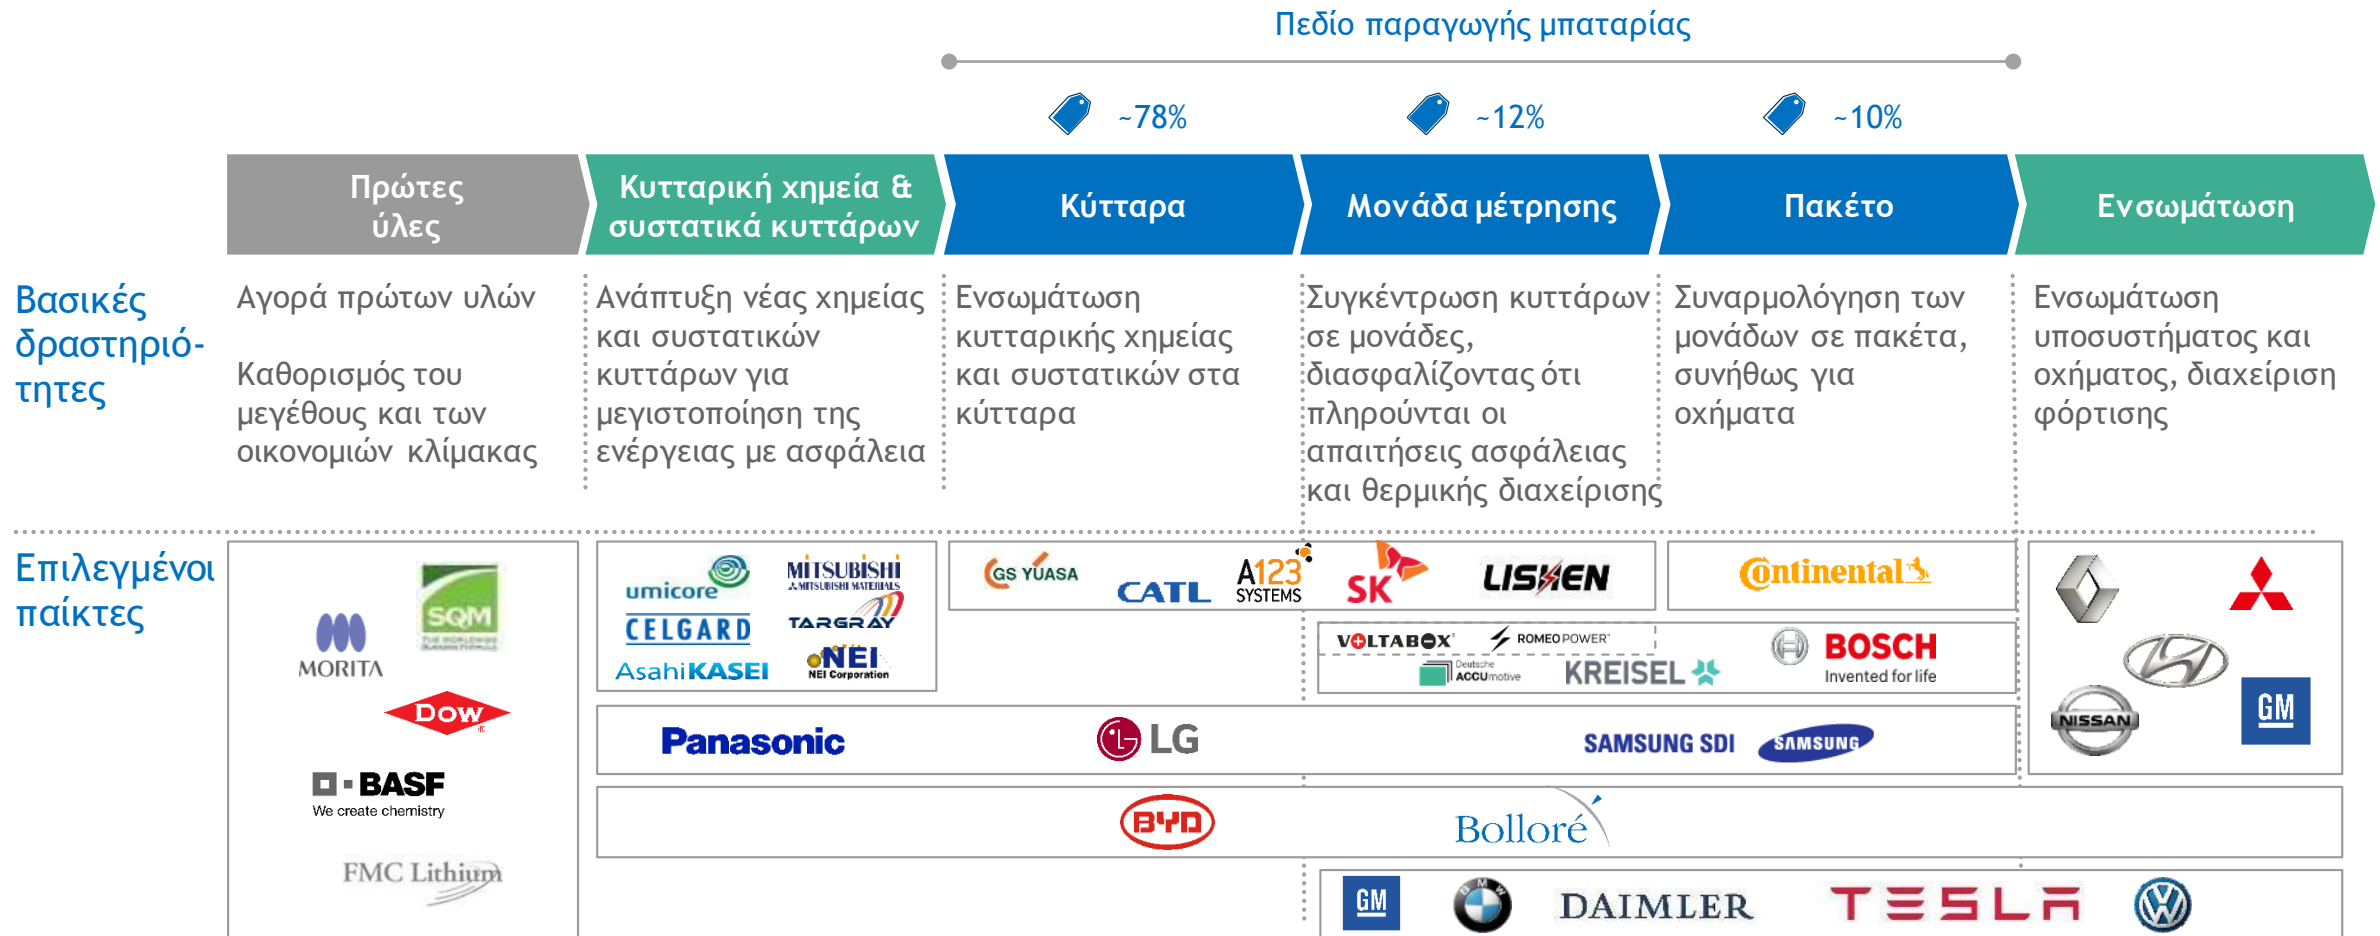 Πεδίο παραγωγής μπαταρίας
~78%
~12%
~10%
Πρώτες
ύλες
Κυτταρική χημεία &
συστατικά κυττάρων
Κύτταρα
Μονάδα μέτρησης
Πακέτο
Ενσωμάτωση
Βασικές
δραστηριό-
τητες
Αγορά πρώτων υλών
Καθορισμός του
μεγέθους και των
οικονομιών κλίμακας
Ανάπτυξη νέας χημείας
και συστατικών
κυττάρων για
μεγιστοποίηση της
ενέργειας με ασφάλεια
Ενσωμάτωση
κυτταρικής χημείας
και συστατικών στα
κύτταρα
Συγκέντρωση κυττάρων
σε μονάδες,
διασφαλίζοντας ότι
πληρούνται οι
απαιτήσεις ασφάλειας
και θερμικής διαχείρισης
Συναρμολόγηση των
μονάδων σε πακέτα,
συνήθως για
οχήματα
Ενσωμάτωση
υποσυστήματος και
οχήματος, διαχείριση
φόρτισης
Επιλεγμένοι
παίκτες
SQM
MORITA
DOW
BASF
We create chemistry
FMC Lithium
umicore
MITSUBISHI
MITSUBISHI MATERIALS
CELGARD
TARGRAY
AsahiKASEI
NEI
NEI Corporation
GS YUASA
CATL
A123
SYSTEMS
SK
LISHEN
Continental
VOLTABOX
ROMEO POWER
Deutsche
ACCUmotive
KREISEL
BOSCH
Invented for life
Panasonic
LG
SAMSUNG SDI
SAMSUNG
NISSAN
GM
BYD
Bolloré
GM
BMW
DAIMLER
TESLA